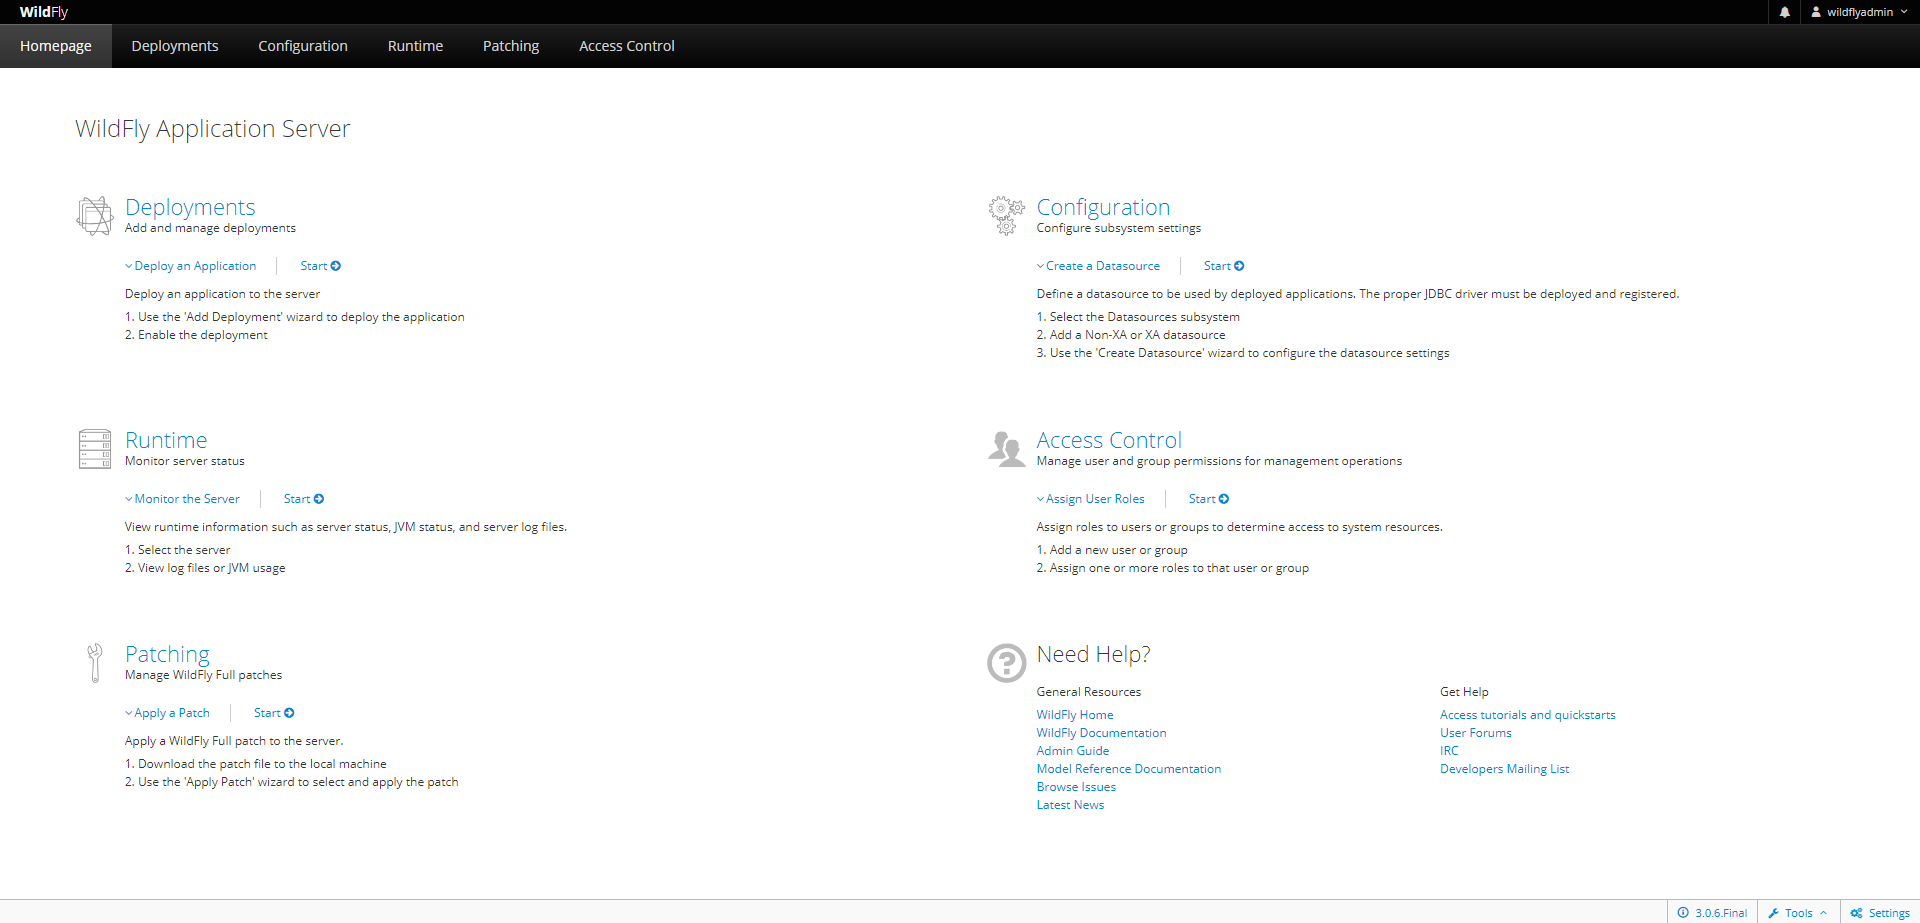 WildFly
wildflyadmin
Homepage Deployments Configuration Runtime Patching Access Control
WildFly Application Server
Deployments
Add and manage deployments
Deploy an Application Start
Deploy an application to the server
1. Use the 'Add Deployment' wizard to deploy the application
2. Enable the deployment
Configuration
Configure subsystem settings
Create a Datasource Start
Define a datasource to be used by deployed applications. The proper JDBC driver must be deployed and registered.
1. Select the Datasources subsystem
2. Add a Non-XA or XA datasource
3. Use the 'Create Datasource' wizard to configure the datasource settings
Runtime
Monitor server status
Monitor the Server Start
View runtime information such as server status, JVM status, and server log files.
1. Select the server
2. View log files or JVM usage
Access Control
Manage user and group permissions for management operations
Assign User Roles Start
Assign roles to users or groups to determine access to system resources.
1. Add a new user or group
2. Assign one or more roles to that user or group
Patching
Manage WildFly Full patches
Apply a Patch Start
Apply a WildFly Full patch to the server.
1. Download the patch file to the local machine
2. Use the 'Apply Patch' wizard to select and apply the patch
Need Help?
General Resources
WildFly Home
WildFly Documentation
Admin Guide
Model Reference Documentation
Browse Issues
Latest News
Get Help
Access tutorials and quickstarts
User Forums
IRC
Developers Mailing List
3.0.6.Final Tools Settings